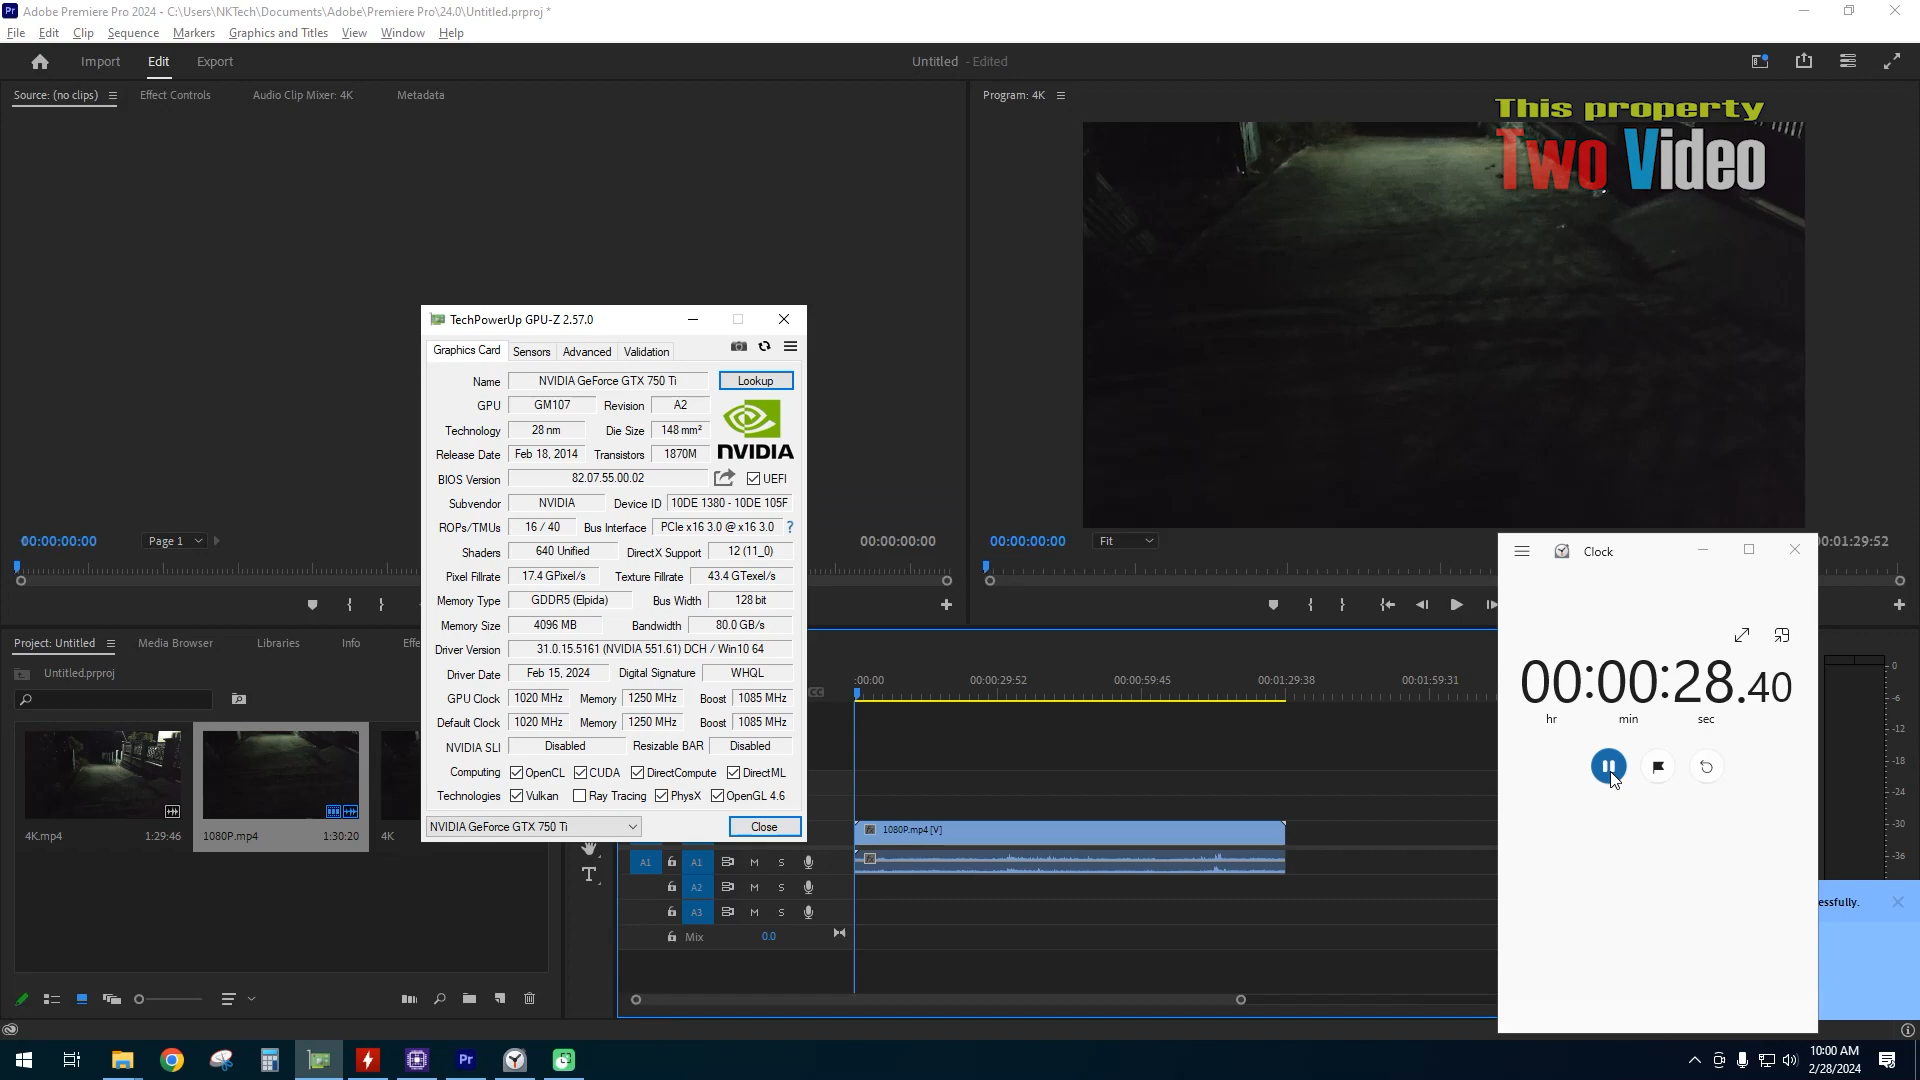 Adobe Premiere Pro 2024 - C:\Users\NKTech\Documents\Adobe\Premiere Pro\24.0\Untitled.prproj *
File Edit Clip Sequence Markers Graphics and Titles View Window Help
Import Edit Export
Untitled - Edited
Source: (no clips) Effect Controls Audio Clip Mixer: 4K Metadata
Program: 4K
This property
Two Video
00:00:00:00 Page 1 00:00:00:00
00:00:00:00 Fit 0:01:29:52
TechPowerUp GPU-Z 2.57.0
Graphics Card Sensors Advanced Validation
Name NVIDIA GeForce GTX 750 Ti Lookup
GPU GM107 Revision A2
Technology 28 nm Die Size 148 mm²
NVIDIA
Release Date Feb 18, 2014 Transistors 1870M
BIOS Version 82.07.55.00.02 UEFI
Subvendor NVIDIA Device ID 10DE 1380 - 10DE 105F
ROPs/TMUs 16 / 40 Bus Interface PCIe x16 3.0 @ x16 3.0 ?
Shaders 640 Unified DirectX Support 12 (11_0)
Pixel Fillrate 17.4 GPixel/s Texture Fillrate 43.4 GTexel/s
Memory Type GDDR5 (Elpida) Bus Width 128 bit
Memory Size 4096 MB Bandwidth 80.0 GB/s
Driver Version 31.0.15.5161 (NVIDIA 551.61) DCH / Win10 64
Driver Date Feb 15, 2024 Digital Signature WHQL
GPU Clock 1020 MHz Memory 1250 MHz Boost 1085 MHz
Default Clock 1020 MHz Memory 1250 MHz Boost 1085 MHz
NVIDIA SLI Disabled Resizable BAR Disabled
Computing OpenCL CUDA DirectCompute DirectML
Technologies Vulkan Ray Tracing PhysX OpenGL 4.6
NVIDIA GeForce GTX 750 Ti Close
Project: Untitled Media Browser Libraries Info Effe
Untitled.prproj
4K.mp4 1:29:46
1080P.mp4 1:30:20
4K
:00:00 00:00:29:52 00:00:59:45 00:01:29:38 00:01:59:31
1080P.mp4 [V]
A1 A1 M S
A2 M S
A3 M S
Mix 0.0
Clock
00:00:28.40
hr min sec
0
-6
-12
-18
-24
-30
-36
essfully.
Pr
10:00 AM
2/28/2024